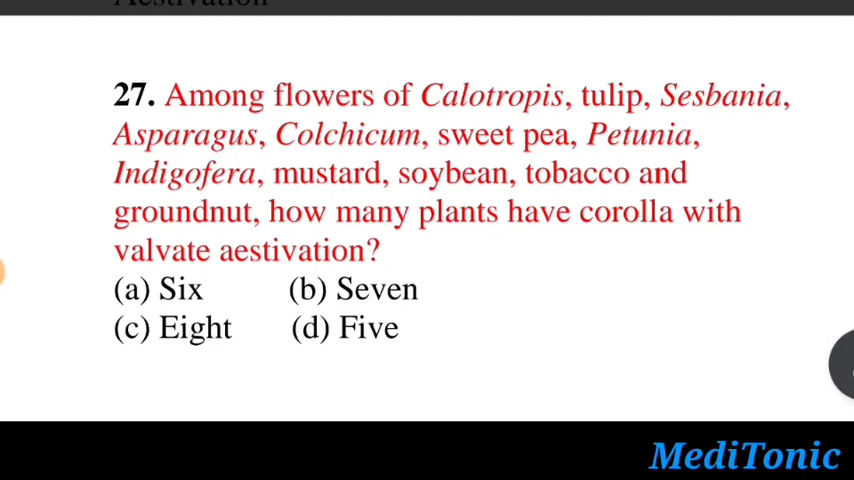 Aestivation
27. Among flowers of Calotropis, tulip, Sesbania,
Asparagus, Colchicum, sweet pea, Petunia,
Indigofera, mustard, soybean, tobacco and
groundnut, how many plants have corolla with
valvate aestivation?
(a) Six (b) Seven
(c) Eight (d) Five
MediTonic